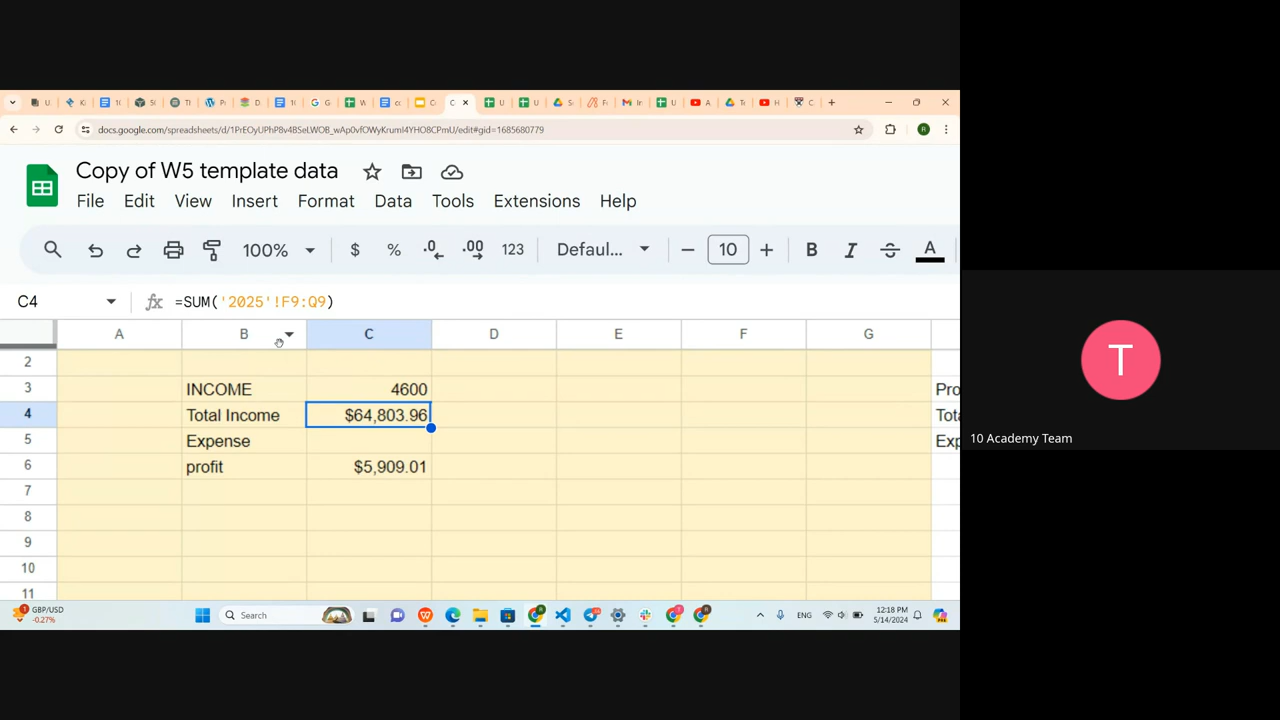 docs.google.com/spreadsheets/d/1PrEOyUPhP8v4BSeLWOB_wAp0vfOWyKrumI4YHO8CPmU/edit#gid=1685680779
Copy of W5 template data
File Edit View Insert Format Data Tools Extensions Help
100% $ % .0 .00 123 Defaul... 10 B I A
C4 fx =SUM('2025'!F9:Q9)
A B C D E F G
2
3 INCOME 4600 Pro
4 Total Income $64,803.96 Tota
5 Expense Exp
6 profit $5,909.01
7
8
9
10
11
T
10 Academy Team
GBP/USD
-0.27%
Search
ENG
12:18 PM
5/14/2024